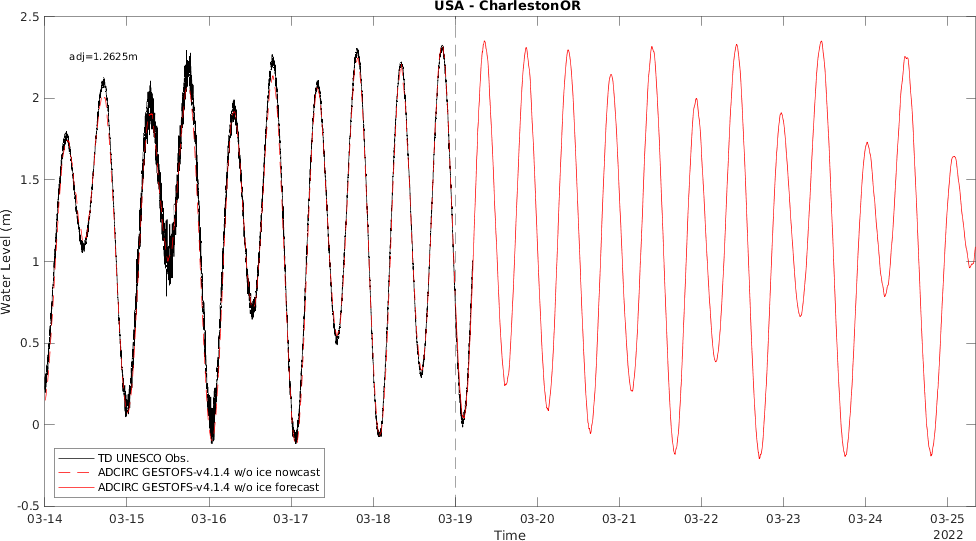 USA - CharlestonOR
adj=1.2625m
2.5
2
1.5
1
0.5
0
-0.5
Water Level (m)
TD UNESCO Obs.
ADCIRC GESTOFS-v4.1.4 w/o ice nowcast
ADCIRC GESTOFS-v4.1.4 w/o ice forecast
03-14 03-15 03-16 03-17 03-18 03-19 03-20 03-21 03-22 03-23 03-24 03-25
Time
2022